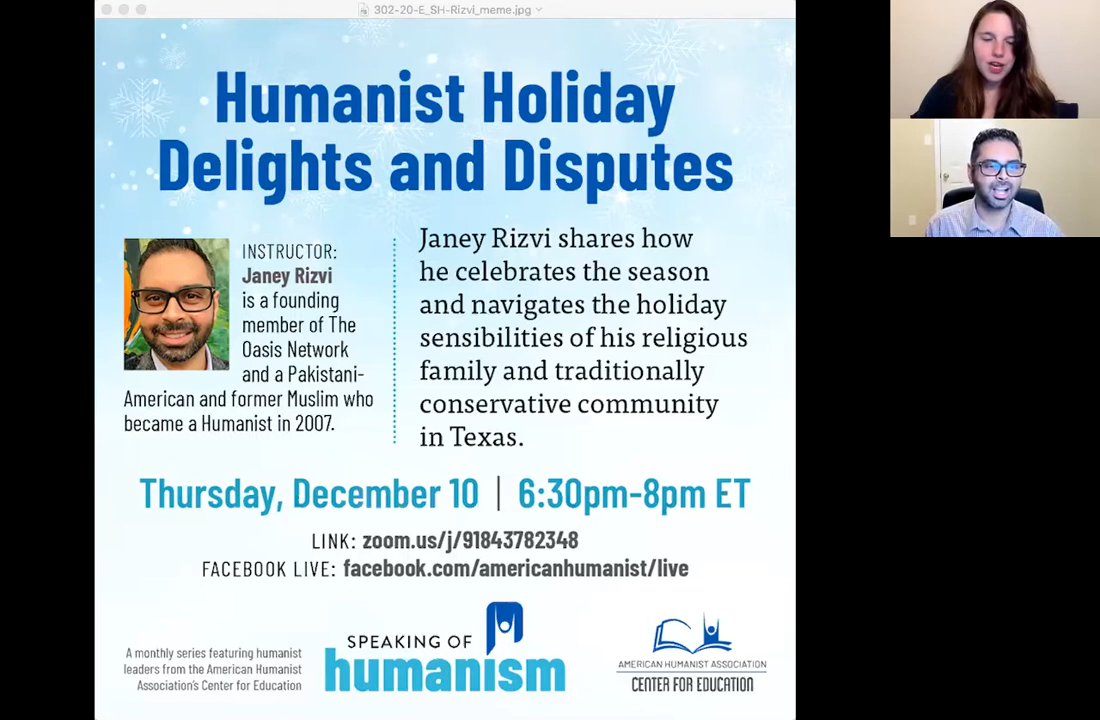 302-20-E_SH-Rizvi_meme.jpg
Humanist Holiday
Delights and Disputes
INSTRUCTOR:
Janey Rizvi
is a founding
member of The
Oasis Network
and a Pakistani-
American and former Muslim who
became a Humanist in 2007.
Janey Rizvi shares how
he celebrates the season
and navigates the holiday
sensibilities of his religious
family and traditionally
conservative community
in Texas.
Thursday, December 10 | 6:30pm-8pm ET
LINK: zoom.us/j/91843782348
FACEBOOK LIVE: facebook.com/americanhumanist/live
A monthly series featuring humanist
leaders from the American Humanist
Association's Center for Education
SPEAKING OF
humanism
AMERICAN HUMANIST ASSOCIATION
CENTER FOR EDUCATION